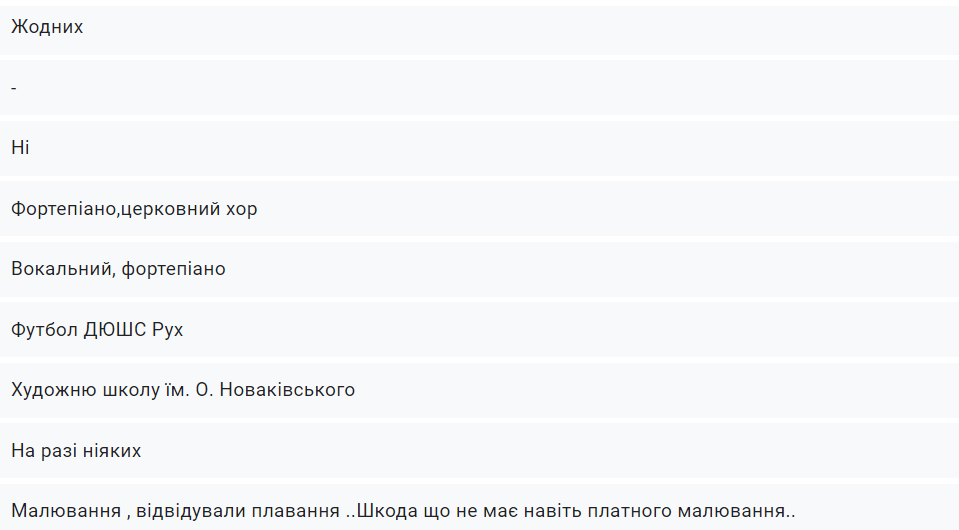 Жодних
-
Ні
Фортепіано,церковний хор
Вокальний, фортепіано
Футбол ДЮШС Рух
Художню школу їм. О. Новаківського
На разі ніяких
Малювання , відвідували плавання ..Шкода що не має навіть платного малювання..